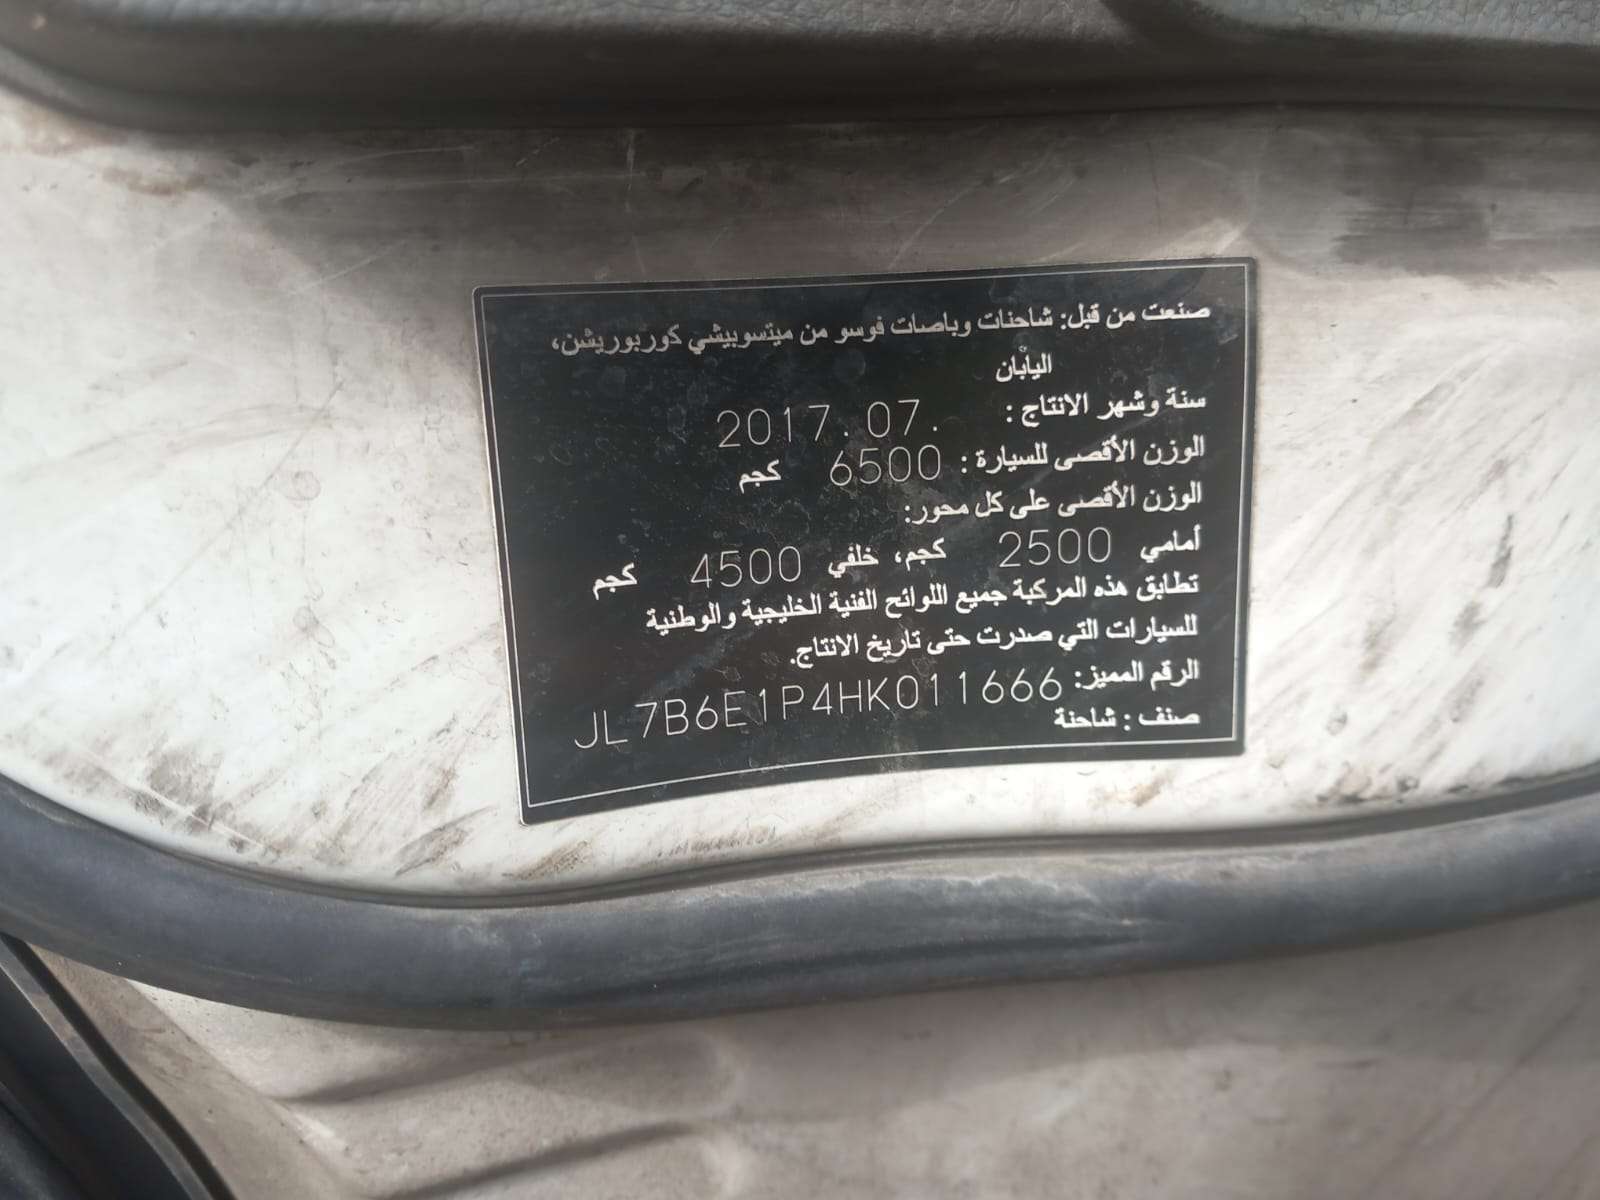 صنعت من قبل: شاحنات وباصات فوسو من ميتسوبيشي كوربوريشن،
اليابان
سنة وشهر الانتاج : 2017.07.
الوزن الأقصى للسيارة : 6500 كجم
الوزن الأقصى على كل محور:
أمامي 2500 كجم، خلفي 4500 كجم
تطابق هذه المركبة جميع اللوائح الفنية الخليجية والوطنية
للسيارات التي صدرت حتى تاريخ الانتاج.
الرقم المميز: JL7B6E1P4HK011666
صنف : شاحنة